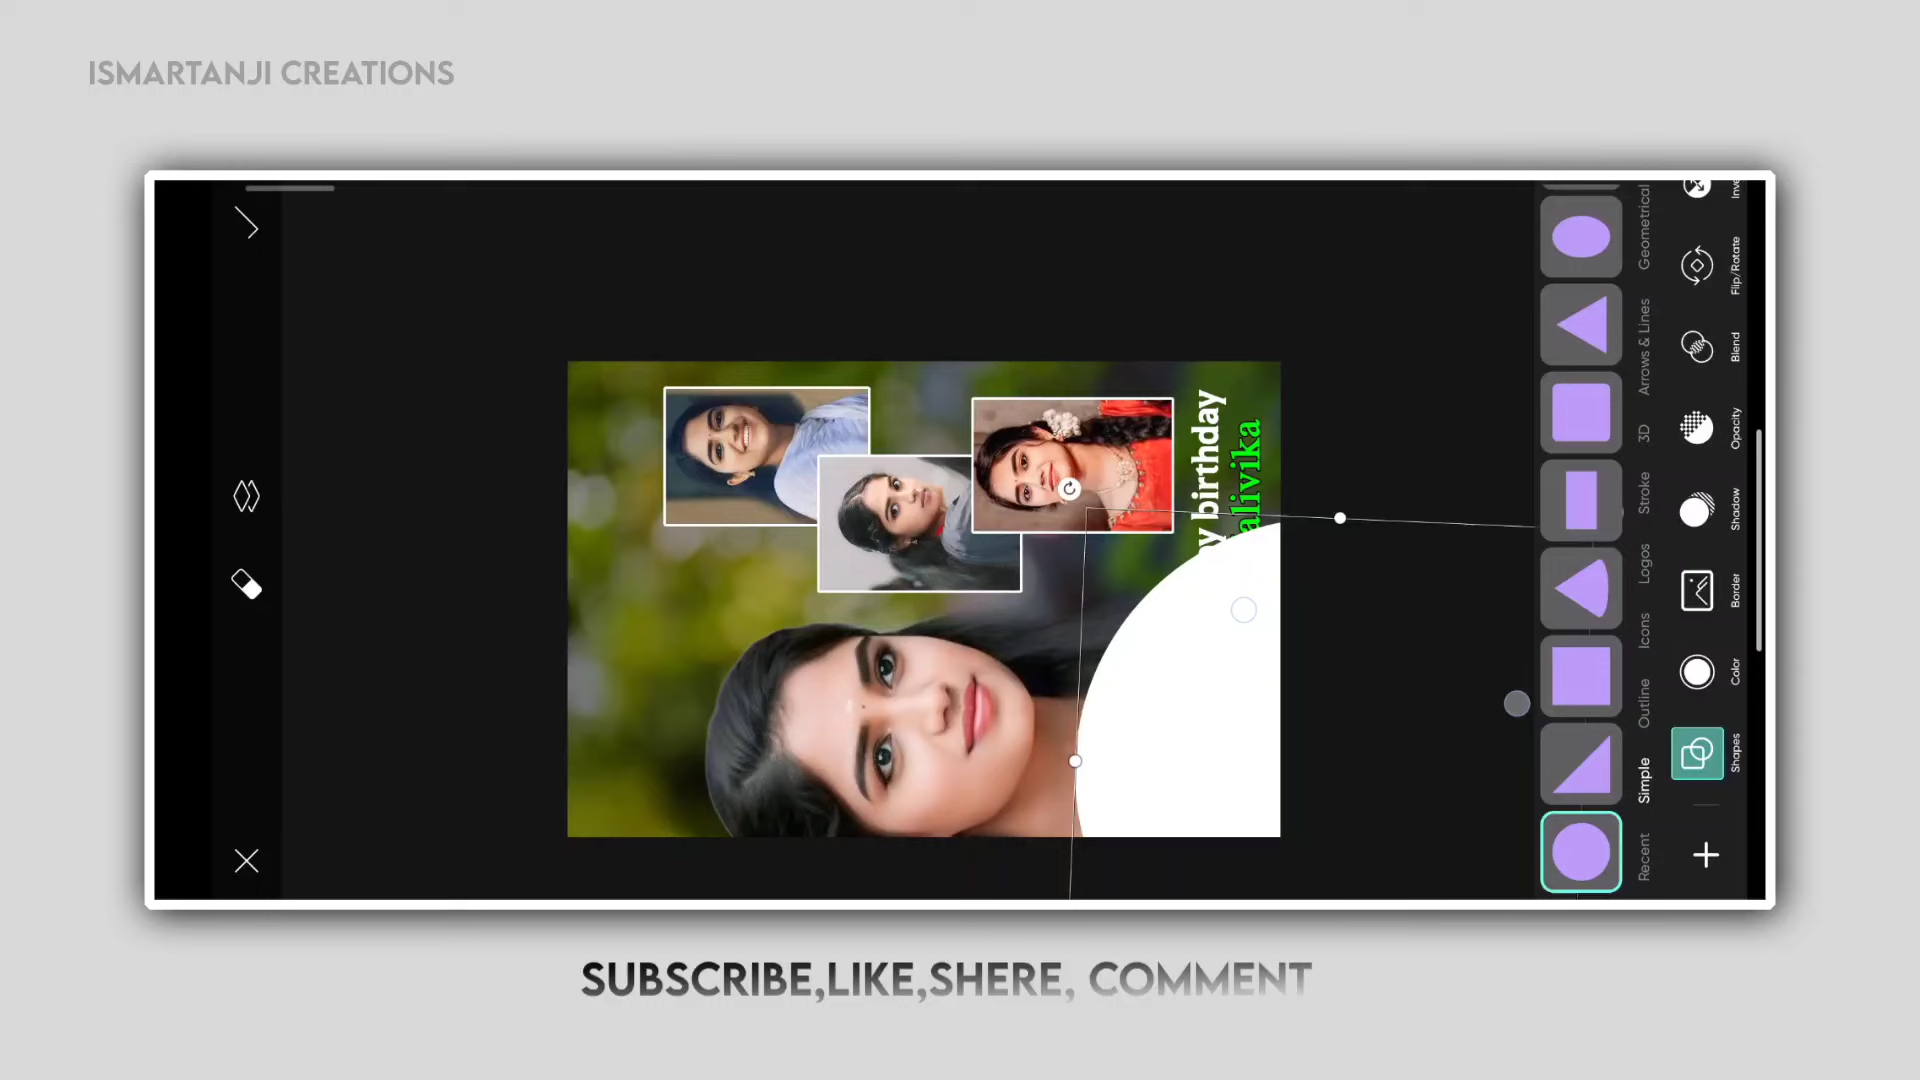 ISMARTANJI CREATIONS
y birthday
alivika
Geometrical
Arrows & Lines
3D
Stroke
Logos
Icons
Outline
Simple
Recent
Inve
Flip/Rotate
Blend
Opacity
Shadow
Border
Color
Shapes
SUBSCRIBE,LIKE,SHERE, COMMENT